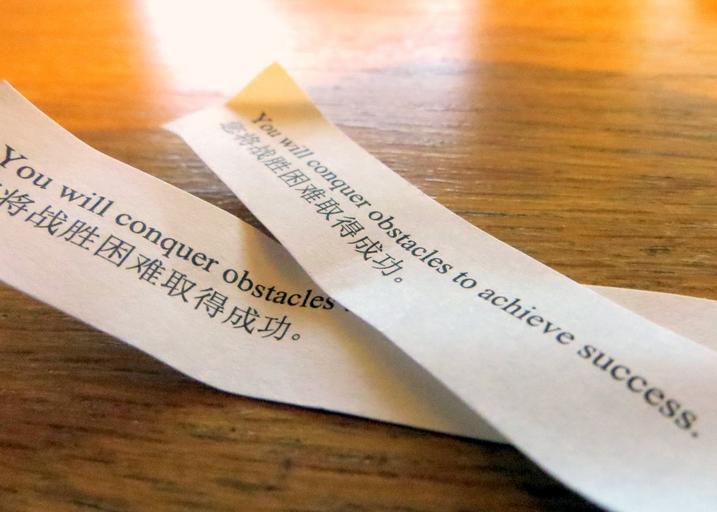 You will conquer obstacles
将战胜困难取得成功。
You will conquer obstacles to achieve success.
您将战胜困难取得成功。